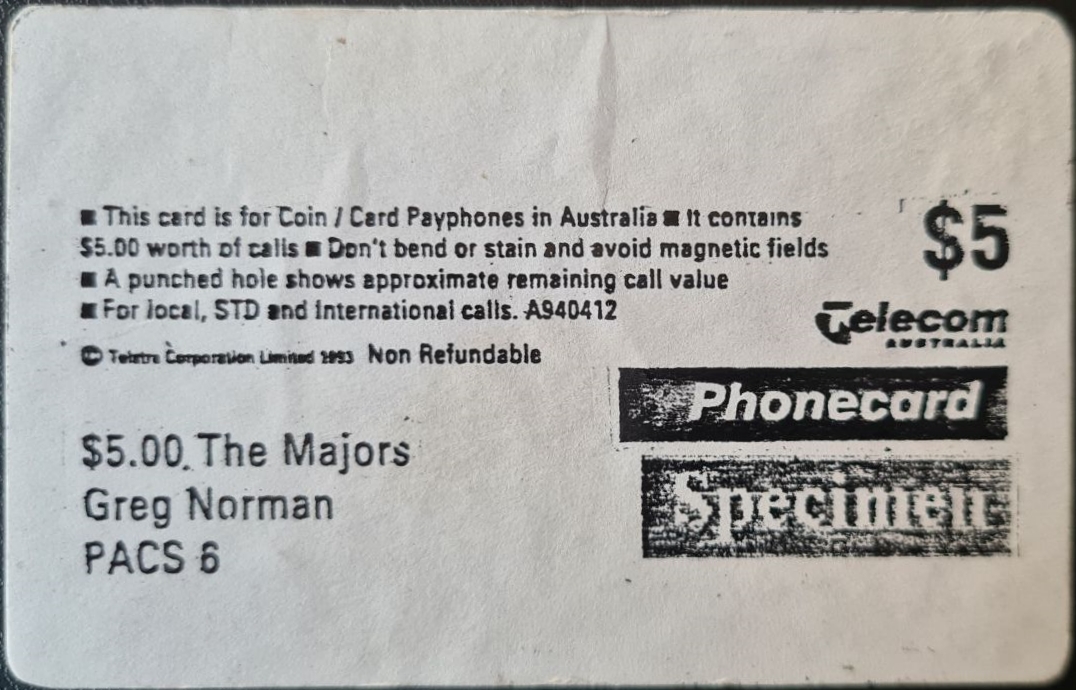 ■ This card is for Coin / Card Payphones in Australia ■ It contains
$5.00 worth of calls ■ Don't bend or stain and avoid magnetic fields
■ A punched hole shows approximate remaining call value
■ For local, STD and international calls. A940412
© Telstra Corporation Limited 1993 Non Refundable
$5
Telecom
AUSTRALIA
Phonecard
Specimen
$5.00 The Majors
Greg Norman
PACS 6